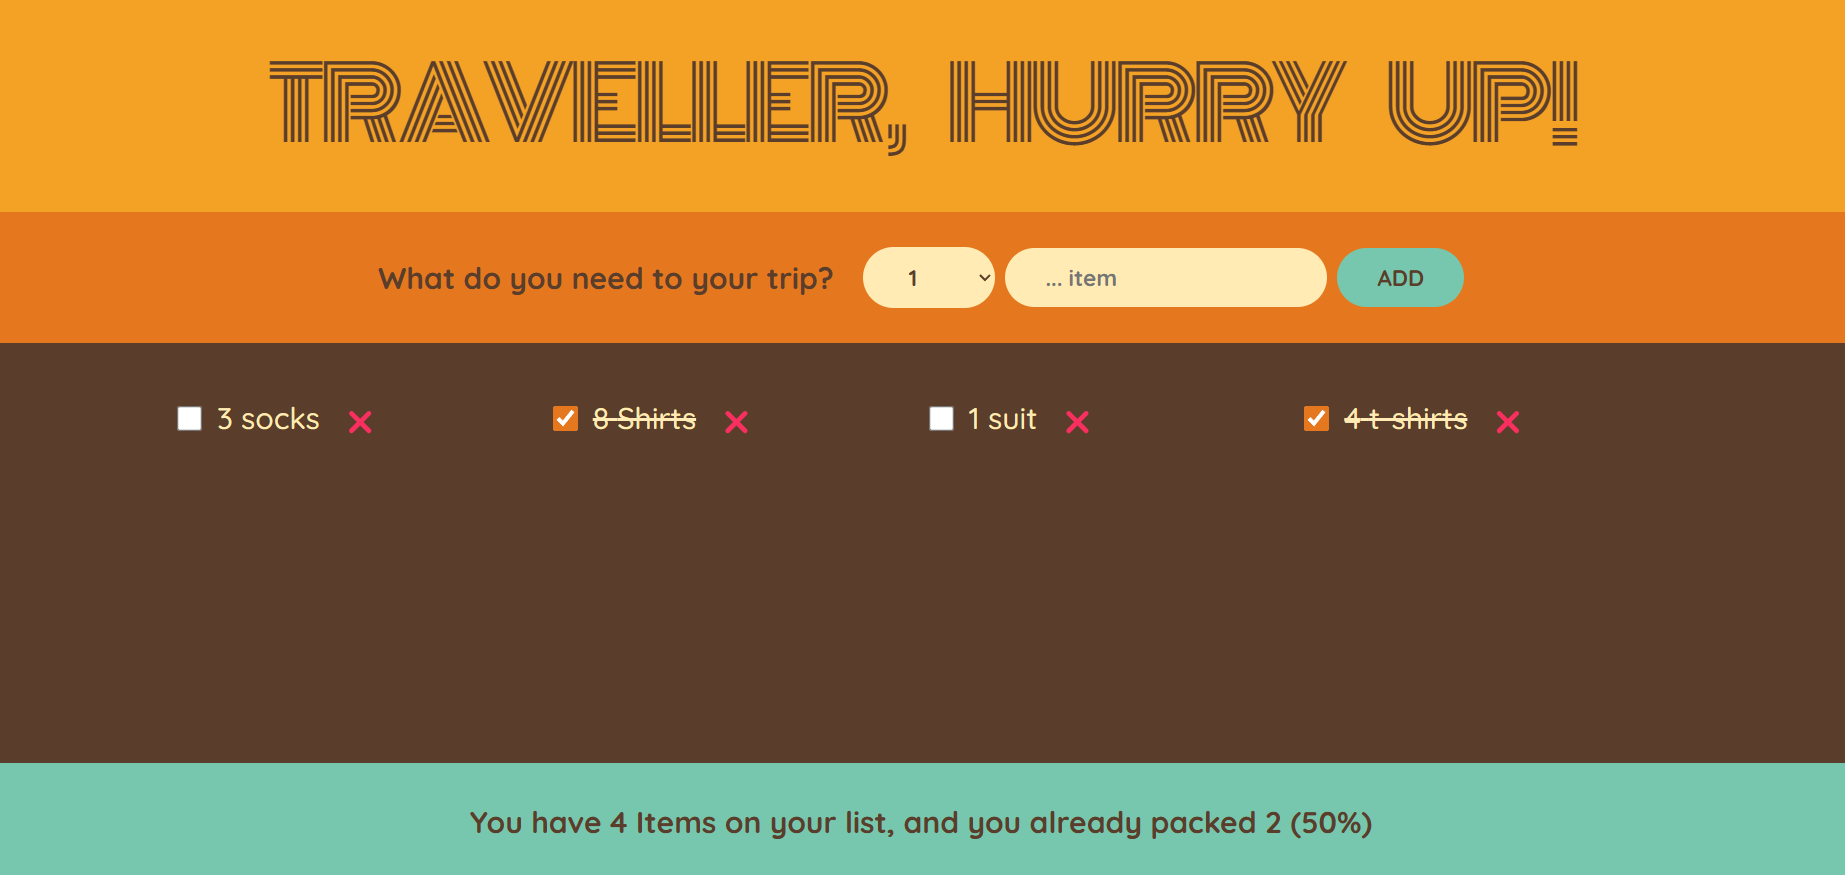 TRAVELLER, HURRY UP!
What do you need to your trip? 1 ... item ADD
3 socks 8 Shirts 1 suit 4 t-shirts
You have 4 Items on your list, and you already packed 2 (50%)